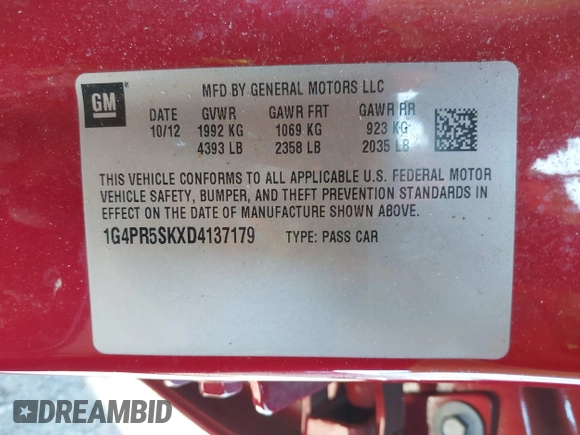 GM
MFD BY GENERAL MOTORS LLC
DATE GVWR GAWR FRT GAWR RR
10/12 1992 KG 1069 KG 923 KG
4393 LB 2358 LB 2035 LB
THIS VEHICLE CONFORMS TO ALL APPLICABLE U.S. FEDERAL MOTOR
VEHICLE SAFETY, BUMPER, AND THEFT PREVENTION STANDARDS IN
EFFECT ON THE DATE OF MANUFACTURE SHOWN ABOVE.
1G4PR5SKXD4137179 TYPE: PASS CAR
DREAMBID